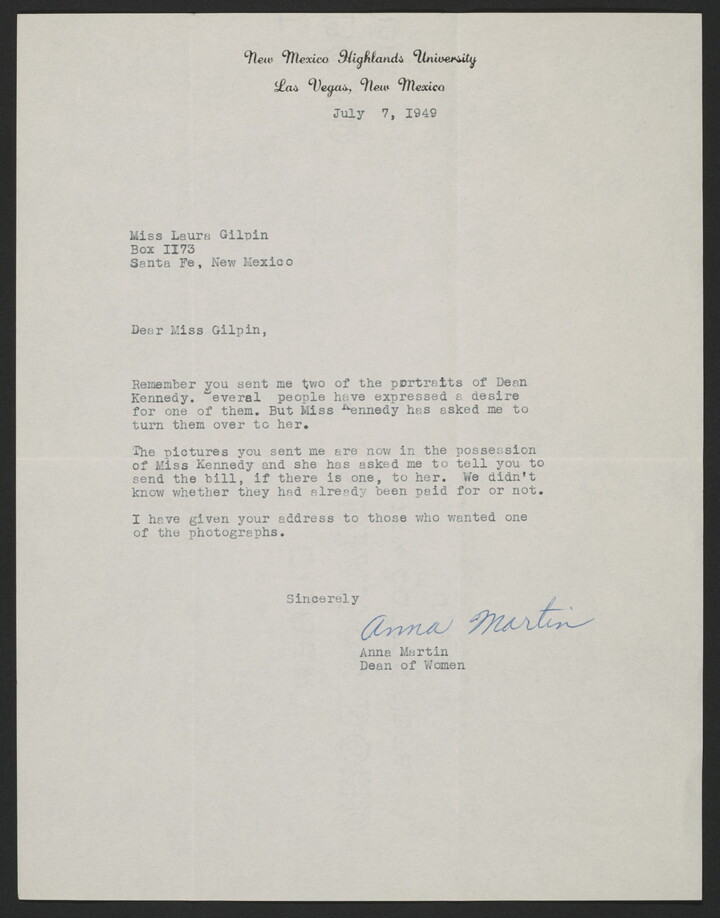 New Mexico Highlands University
Las Vegas, New Mexico
July 7, I949
Miss Laura Gilpin
Box II73
Santa Fe, New Mexico
Dear Miss Gilpin,
Remember you sent me two of the portraits of Dean
Kennedy. Several people have expressed a desire
for one of them. But Miss Kennedy has asked me to
turn them over to her.
The pictures you sent me are now in the possession
of Miss Kennedy and she has asked me to tell you to
send the bill, if there is one, to her. We didn't
know whether they had already been paid for or not.
I have given your address to those who wanted one
of the photographs.
Sincerely
Anna Martin
Anna Martin
Dean of Women